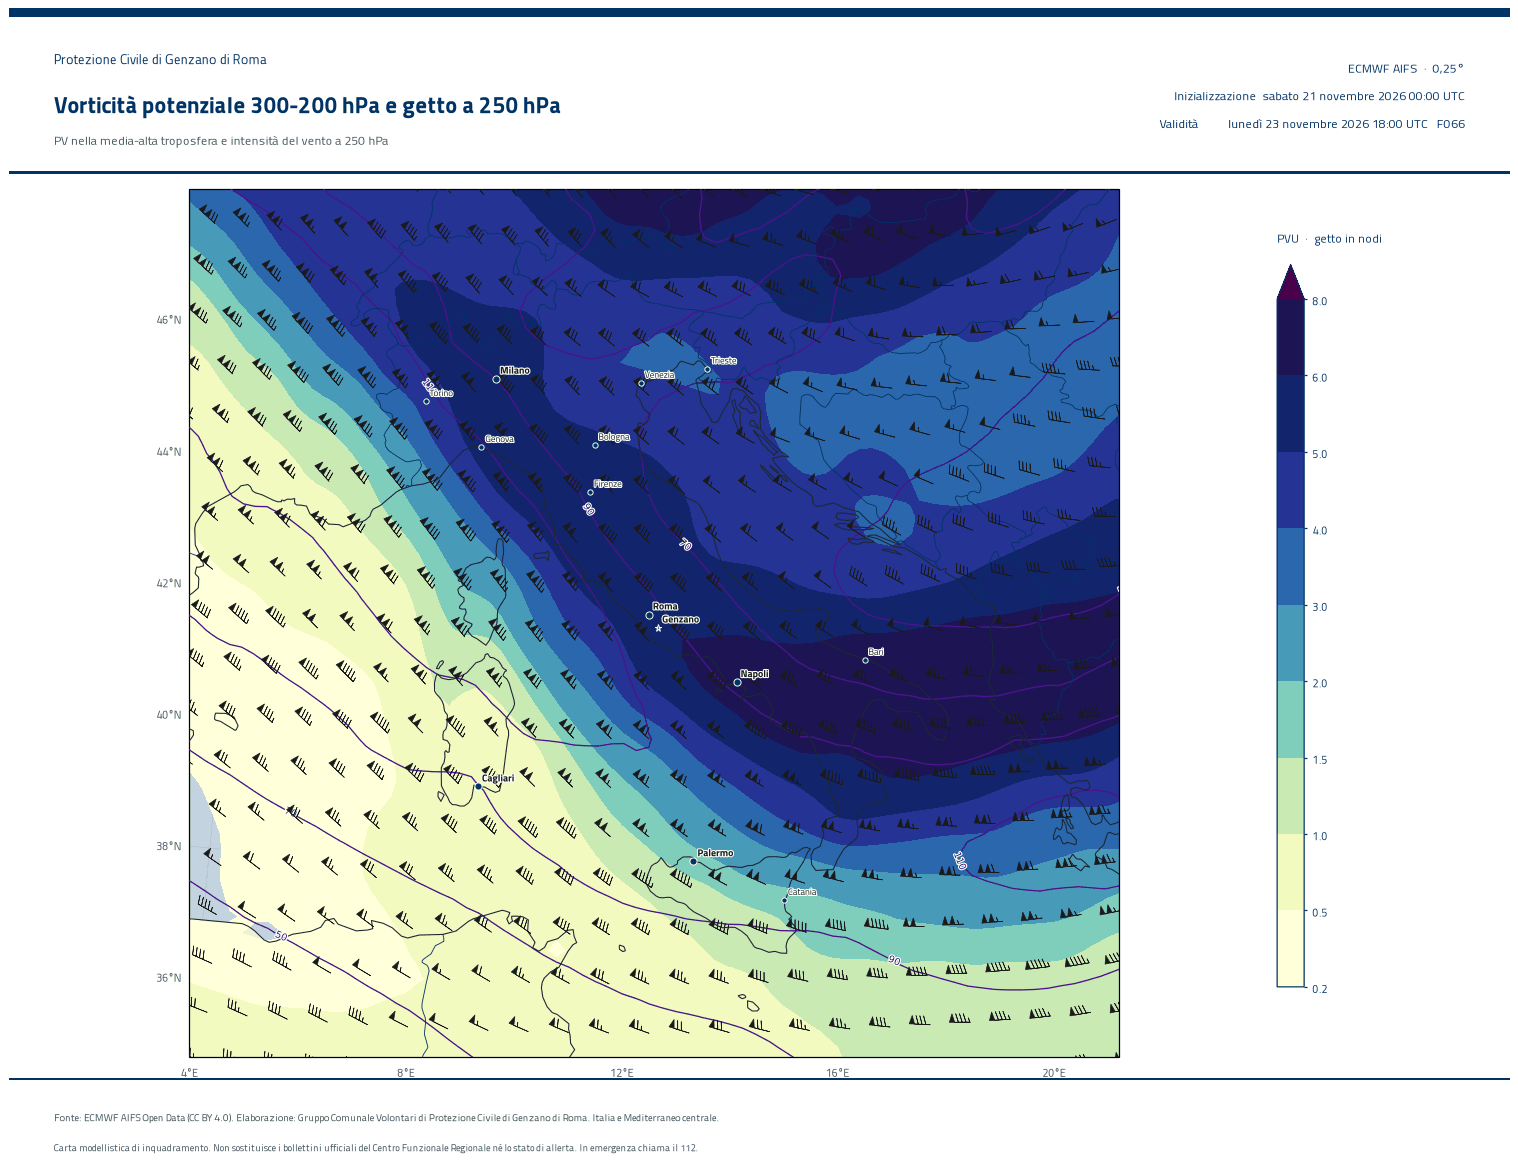 Protezione Civile di Genzano di Roma
Vorticità potenziale 300-200 hPa e getto a 250 hPa
PV nella media-alta troposfera e intensità del vento a 250 hPa
ECMWF AIFS · 0,25°
Inizializzazione sabato 21 novembre 2026 00:00 UTC
Validità lunedì 23 novembre 2026 18:00 UTC F066
PVU · getto in nodi
8.0
6.0
5.0
4.0
3.0
2.0
1.5
1.0
0.5
0.2
46°N
44°N
42°N
40°N
38°N
36°N
4°E
8°E
12°E
16°E
20°E
Milano
Torino
Venezia
Trieste
Genova
Bologna
Firenze
90
70
Roma
Genzano
Bari
Napoli
Cagliari
Palermo
Catania
110
50
90
Fonte: ECMWF AIFS Open Data (CC BY 4.0). Elaborazione: Gruppo Comunale Volontari di Protezione Civile di Genzano di Roma. Italia e Mediterraneo centrale.
Carta modellistica di inquadramento. Non sostituisce i bollettini ufficiali del Centro Funzionale Regionale né lo stato di allerta. In emergenza chiama il 112.